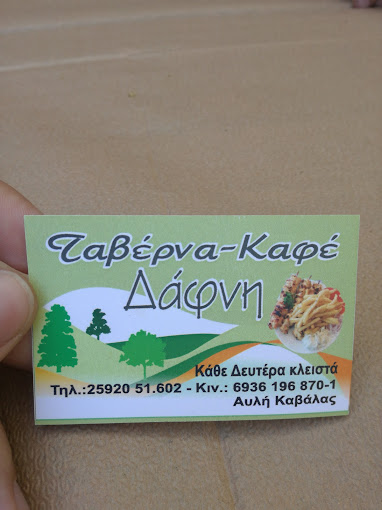 Ταβέρνα-Καφέ
Δάφνη
Κάθε Δευτέρα κλειστά
Τηλ.:25920 51.602 - Κιν.: 6936 196 870-1
Αυλή Καβάλας